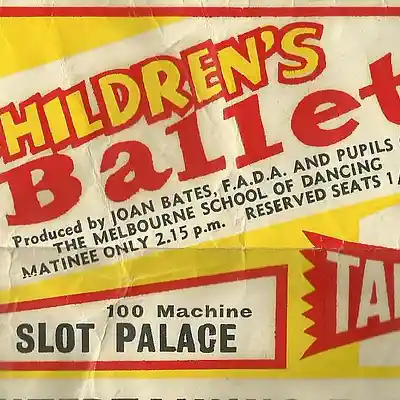 CHILDREN'S
Ballet
Produced by JOAN BATES, F.A.D.A. AND PUPILS
THE MELBOURNE SCHOOL OF DANCING
MATINEE ONLY 2.15 p.m. RESERVED SEATS 1/
100 Machine
SLOT PALACE
TA